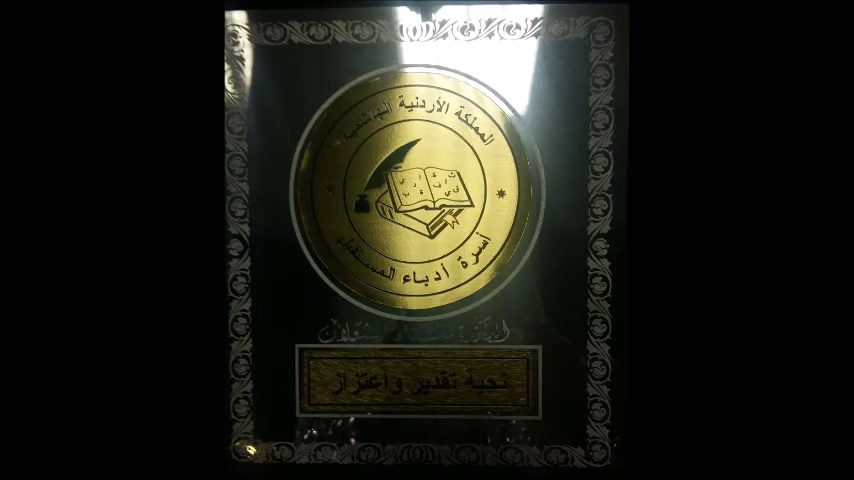 المملكة الأردنية الهاشمية
أسرة أدباء المستقبل
تحية تقدير واعتزاز